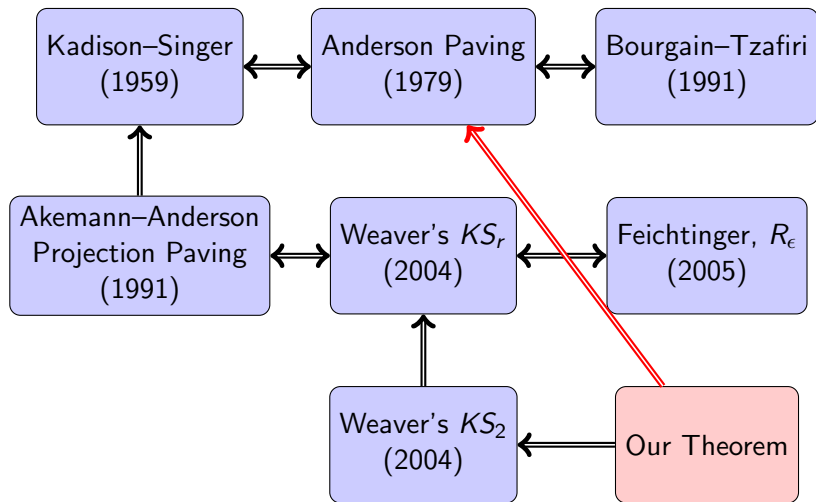 Kadison–Singer
(1959)
Anderson Paving
(1979)
Bourgain–Tzafiri
(1991)
Akemann–Anderson
Projection Paving
(1991)
Weaver's KS_r
(2004)
Feichtinger, R_ϵ
(2005)
Weaver's KS_2
(2004)
Our Theorem